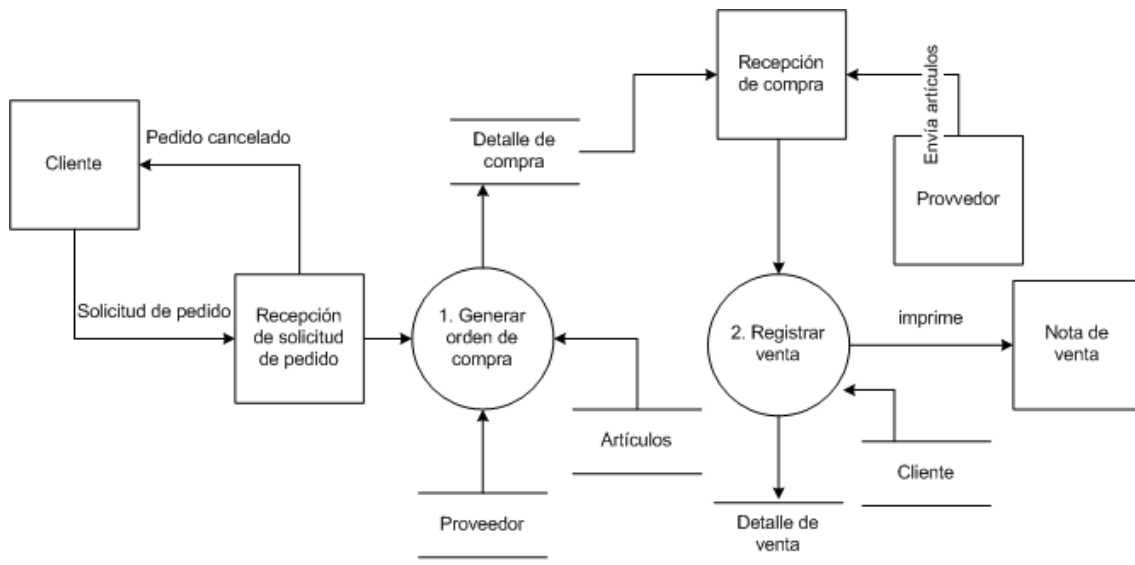 Cliente
Pedido cancelado
Solicitud de pedido
Recepción
de solicitud
de pedido
Detalle de
compra
1. Generar
orden de
compra
Proveedor
Artículos
Recepción
de compra
Envía artículos
Provvedor
2. Registrar
venta
imprime
Nota de
venta
Cliente
Detalle de
venta